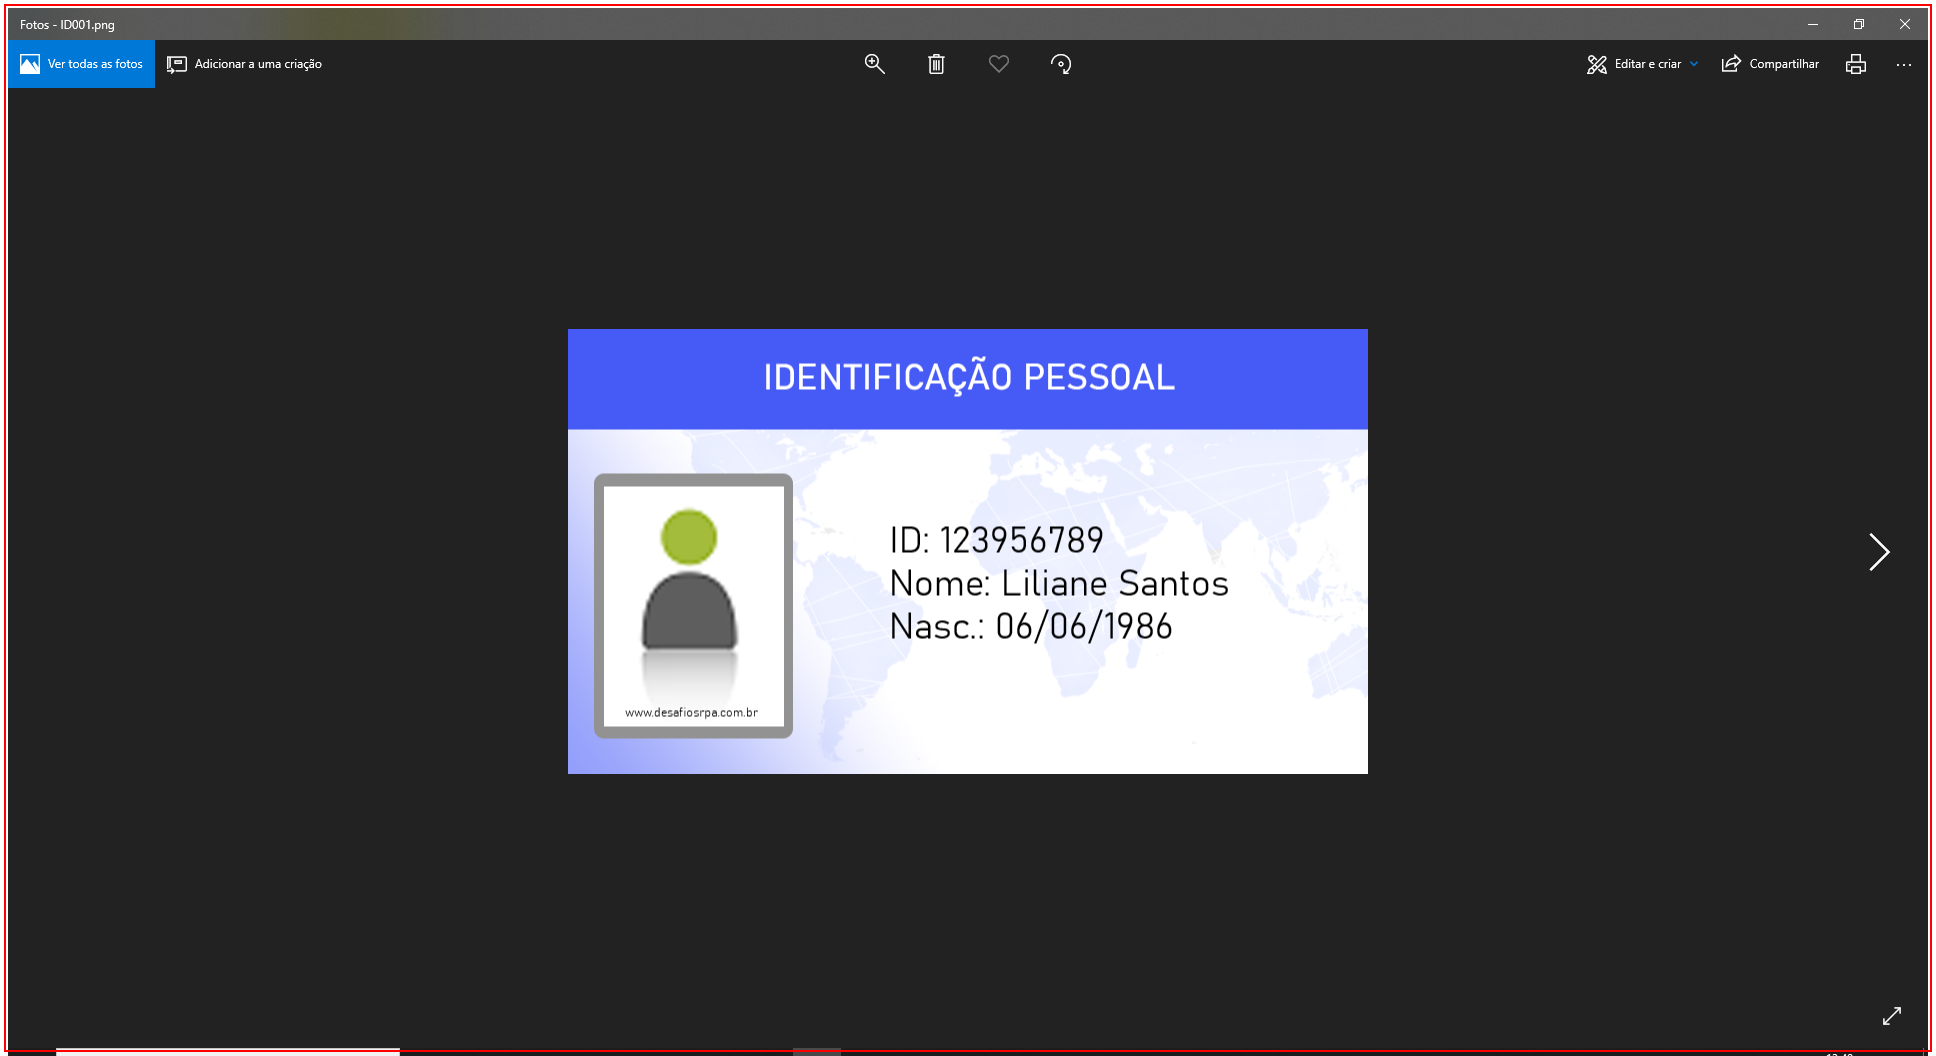 Fotos - ID001.png
Ver todas as fotos
Adicionar a uma criação
Editar e criar
Compartilhar
IDENTIFICAÇÃO PESSOAL
ID: 123956789
Nome: Liliane Santos
Nasc.: 06/06/1986
www.desafiosrpa.com.br